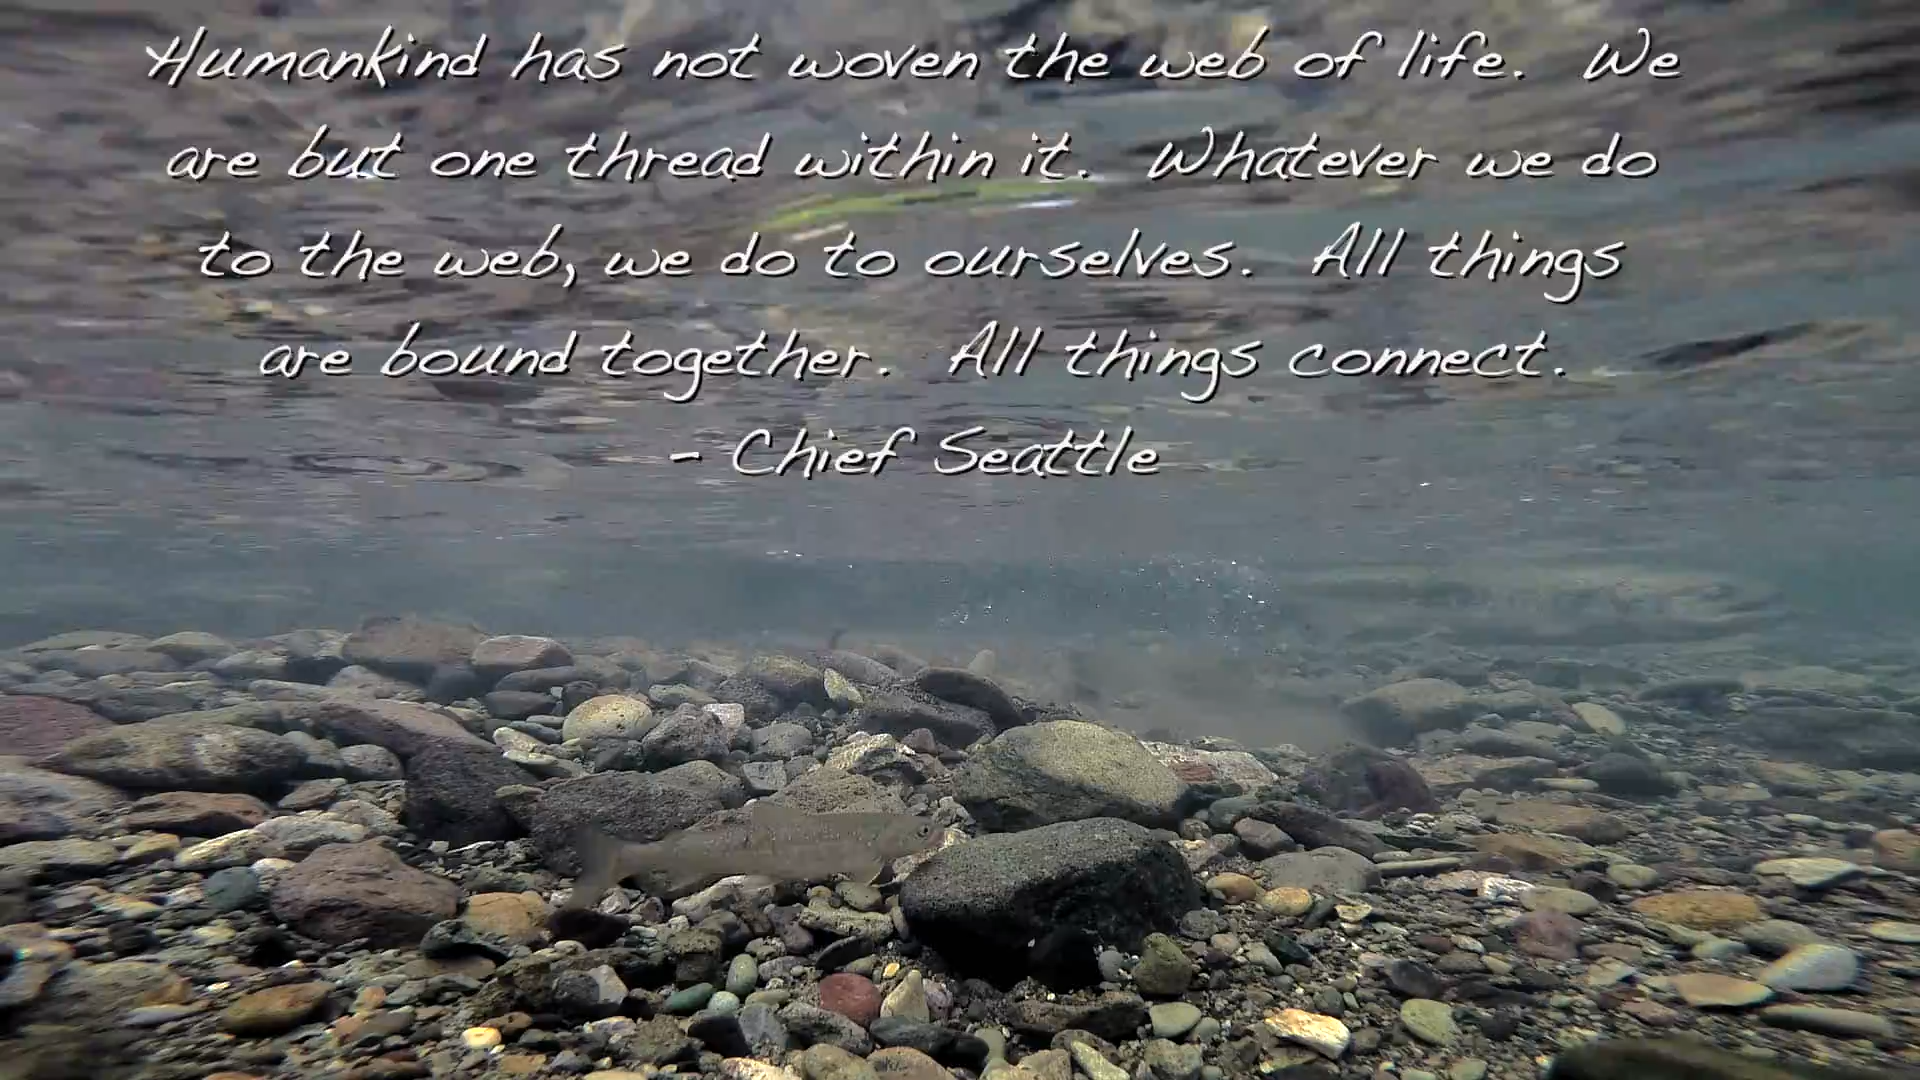 Humankind has not woven the web of life. We
are but one thread within it. Whatever we do
to the web, we do to ourselves. All things
are bound together. All things connect.
- Chief Seattle